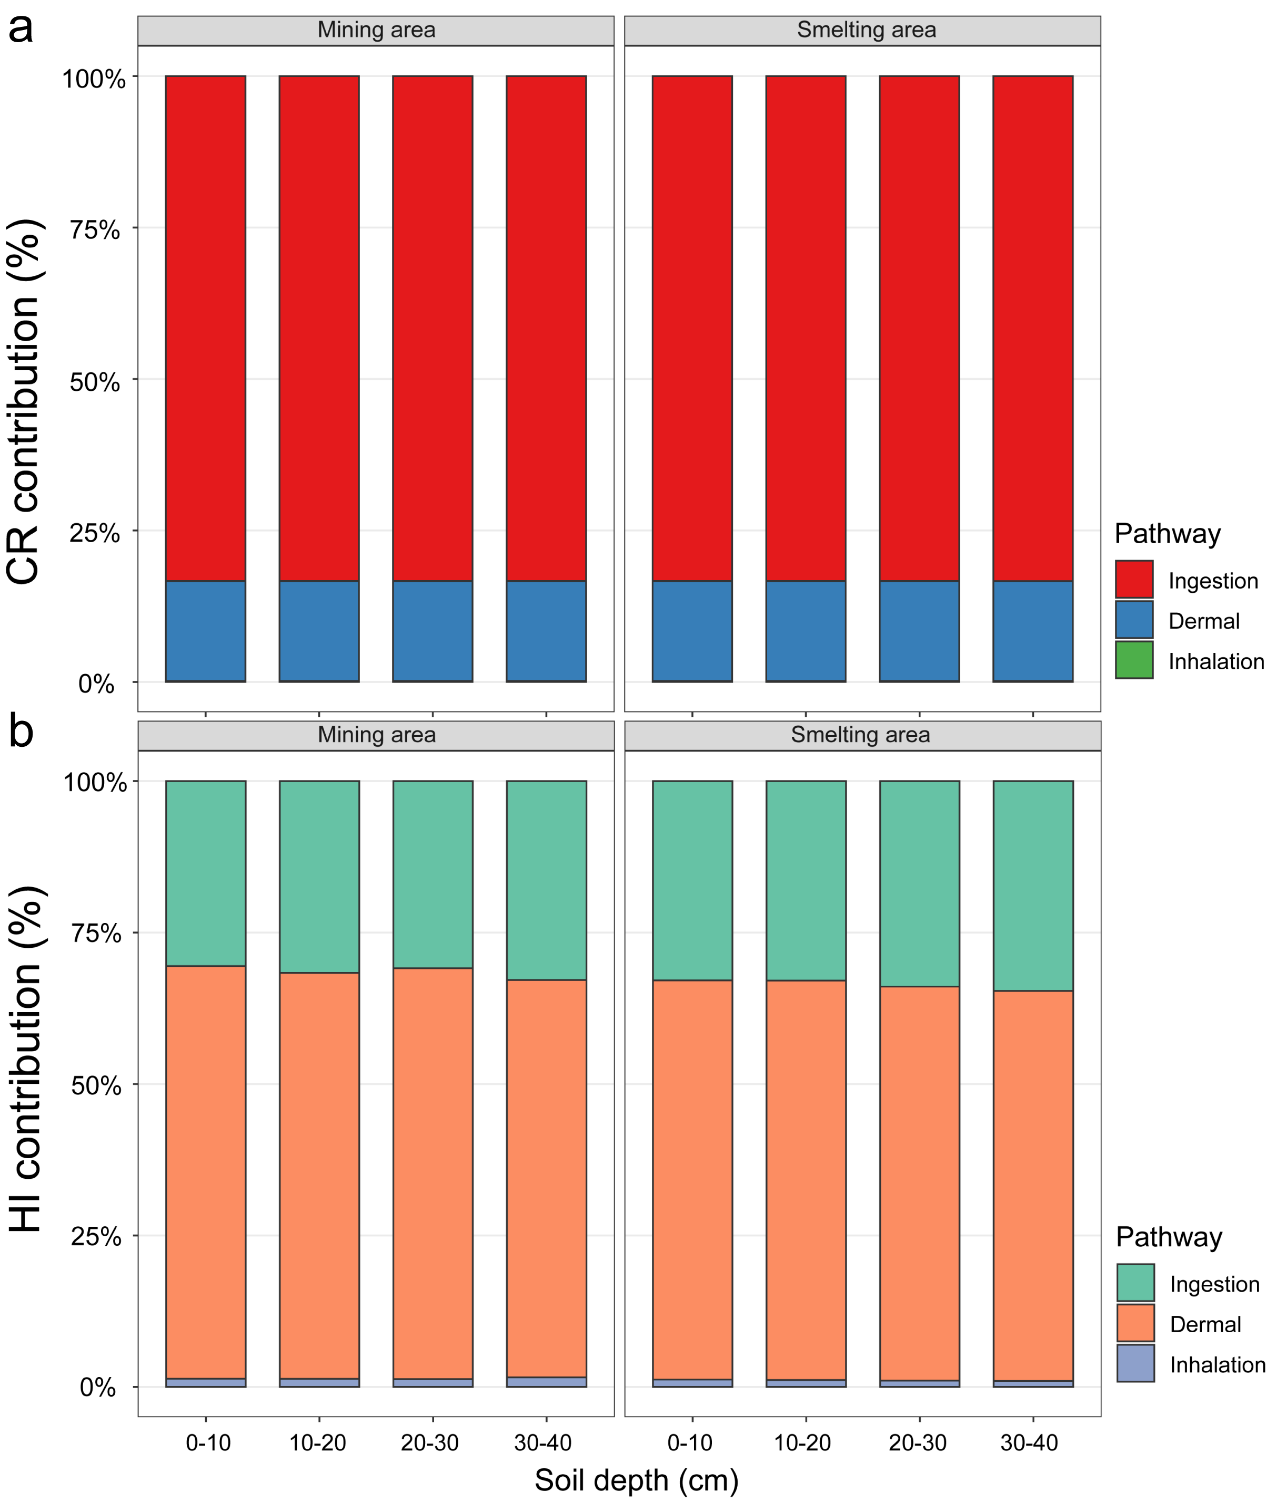 a
Mining area
Smelting area
100%
75%
50%
25%
0%
CR contribution (%)
Pathway
Ingestion
Dermal
Inhalation
b
Mining area
Smelting area
100%
75%
50%
25%
0%
HI contribution (%)
Pathway
Ingestion
Dermal
Inhalation
0-10 10-20 20-30 30-40 0-10 10-20 20-30 30-40
Soil depth (cm)